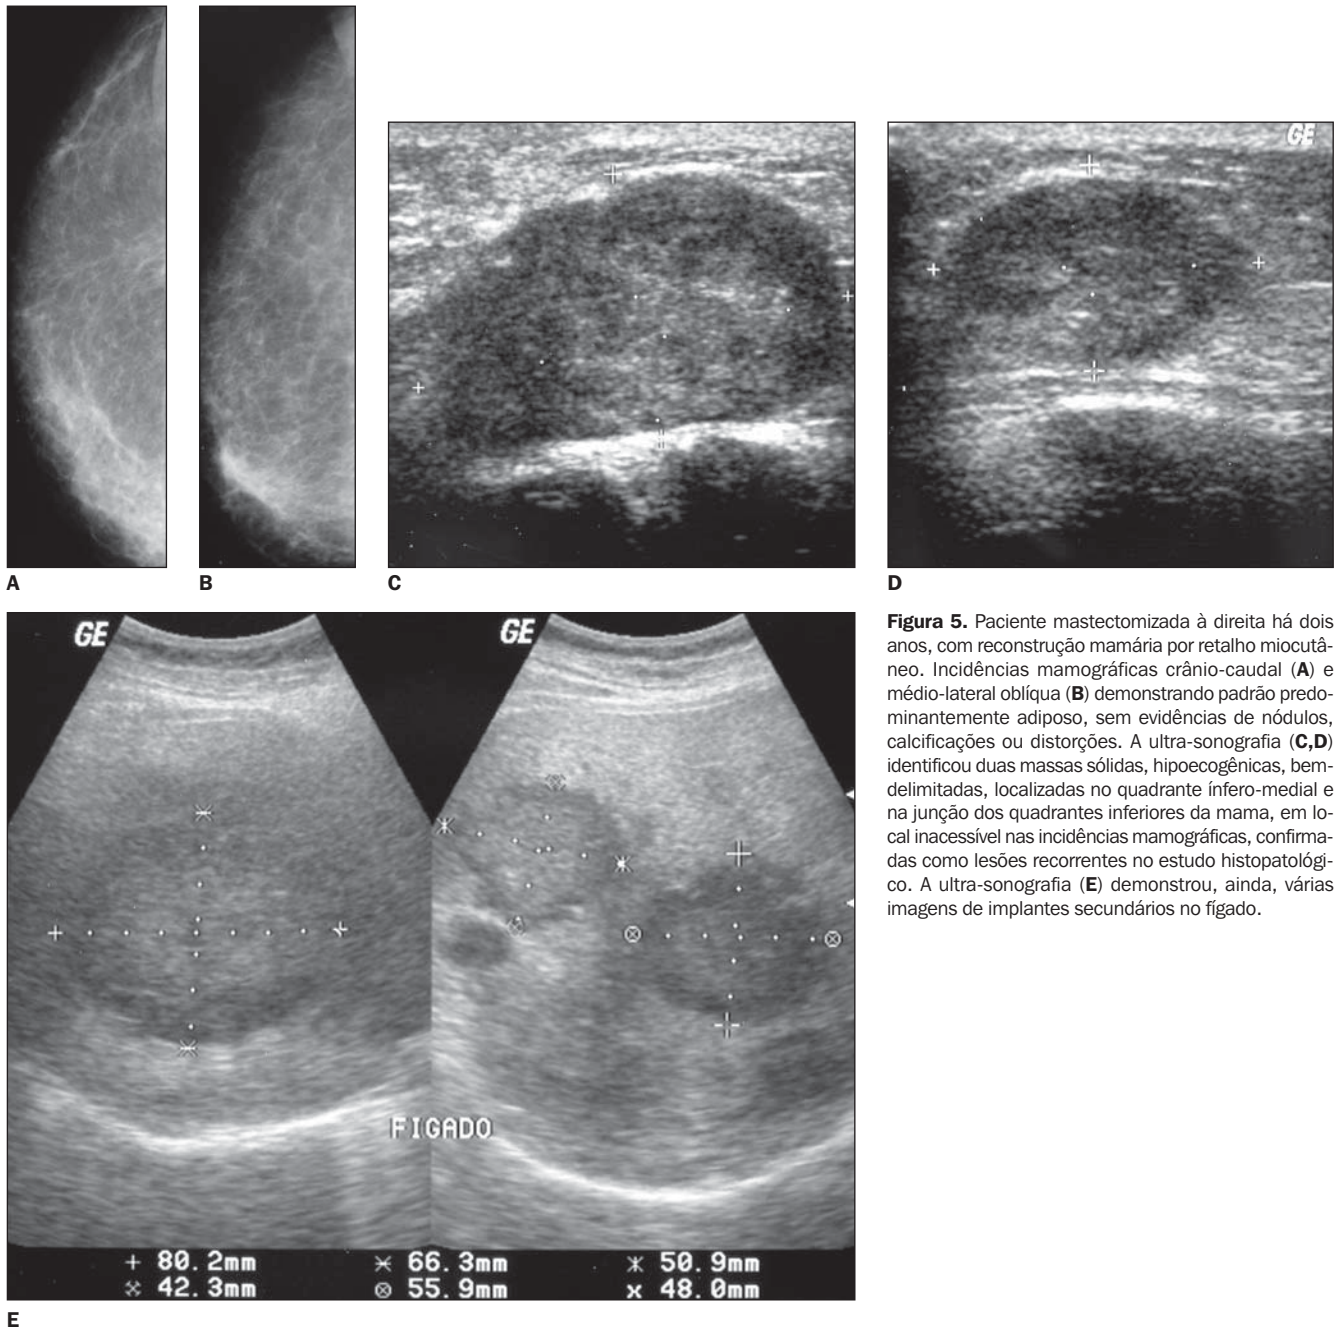 A
B
C
GE
D
Figura 5. Paciente mastectomizada à direita há dois
anos, com reconstrução mamária por retalho miocutâ-
neo. Incidências mamográficas crânio-caudal (A) e
médio-lateral oblíqua (B) demonstrando padrão predo-
minantemente adiposo, sem evidências de nódulos,
calcificações ou distorções. A ultra-sonografia (C,D)
identificou duas massas sólidas, hipoecogênicas, bem-
delimitadas, localizadas no quadrante ínfero-medial e
na junção dos quadrantes inferiores da mama, em lo-
cal inacessível nas incidências mamográficas, confirma-
das como lesões recorrentes no estudo histopatológi-
co. A ultra-sonografia (E) demonstrou, ainda, várias
imagens de implantes secundários no fígado.
GE
GE
FIGADO
+ 80.2mm
66.3mm
50.9mm
42.3mm
⊗ 55.9mm
x 48.0mm
E